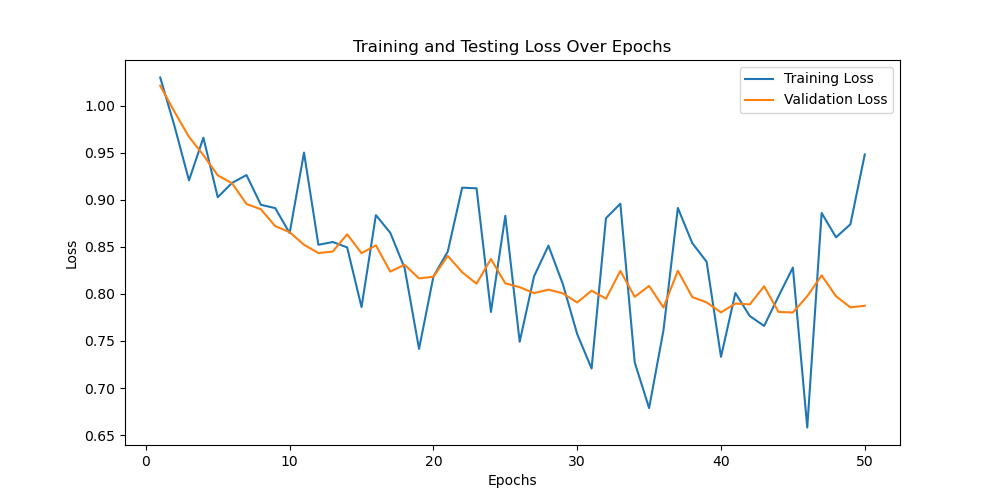 Training and Testing Loss Over Epochs
Training Loss
Validation Loss
1.00
0.95
0.90
0.85
0.80
0.75
0.70
0.65
Loss
0
10
20
30
40
50
Epochs